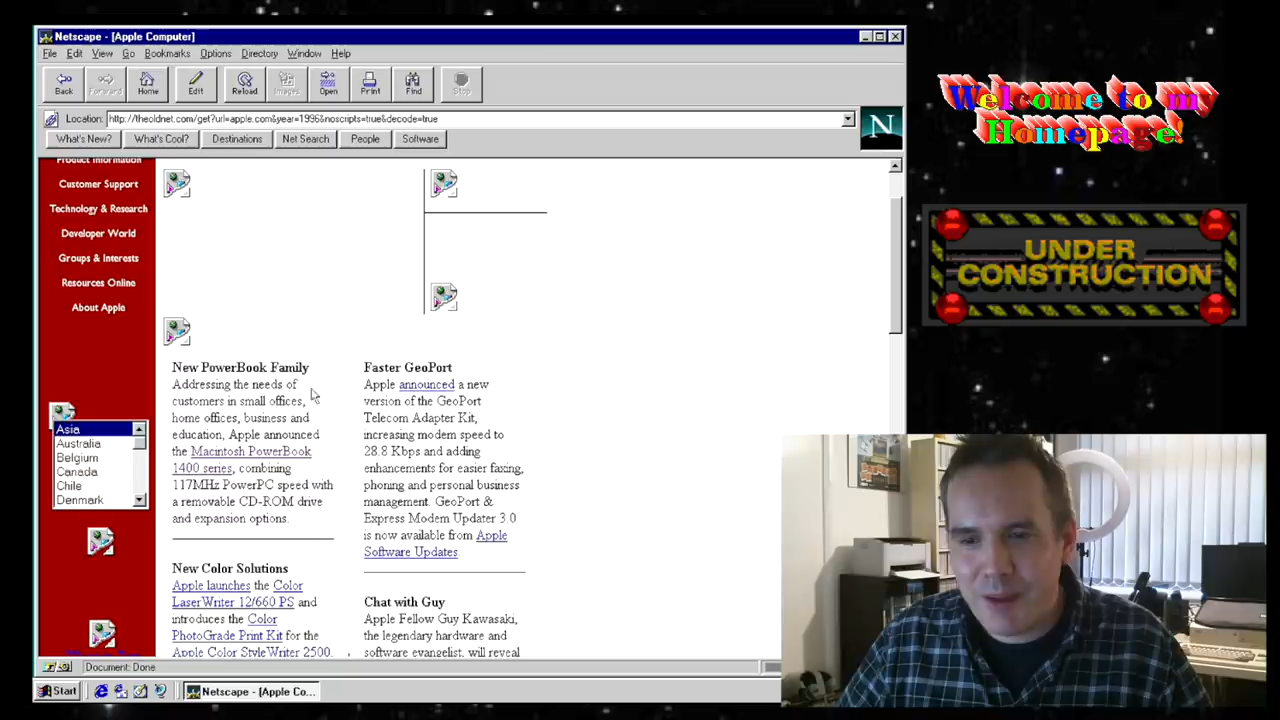 Netscape - [Apple Computer]
File Edit View Go Bookmarks Options Directory Window Help
Back Forward Home Edit Reload Images Open Print Find Stop
Location: http://theoldnet.com/get?url=apple.com&year=1996&noscripts=true&decode=true
N
What's New? What's Cool? Destinations Net Search People Software
Product Information
Customer Support
Technology & Research
Developer World
Groups & Interests
Resources Online
About Apple
Asia
Australia
Belgium
Canada
Chile
Denmark
New PowerBook Family
Addressing the needs of
customers in small offices,
home offices, business and
education, Apple announced
the Macintosh PowerBook
1400 series, combining
117MHz PowerPC speed with
a removable CD-ROM drive
and expansion options.
New Color Solutions
Apple launches the Color
LaserWriter 12/660 PS and
introduces the Color
PhotoGrade Print Kit for the
Apple Color StyleWriter 2500.
Faster GeoPort
Apple announced a new
version of the GeoPort
Telecom Adapter Kit,
increasing modem speed to
28.8 Kbps and adding
enhancements for easier faxing,
phoning and personal business
management. GeoPort &
Express Modem Updater 3.0
is now available from Apple
Software Updates.
Chat with Guy
Apple Fellow Guy Kawasaki,
the legendary hardware and
software evangelist, will reveal
Document: Done
Start
Netscape - [Apple Co...
Welcome to my
Homepage!
UNDER
CONSTRUCTION